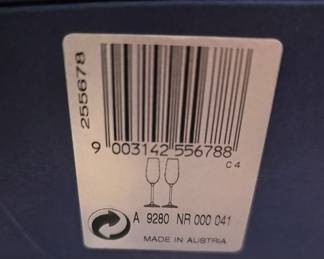 255678
9 003142 556788
C 4
A 9280 NR 000 041
MADE IN AUSTRIA